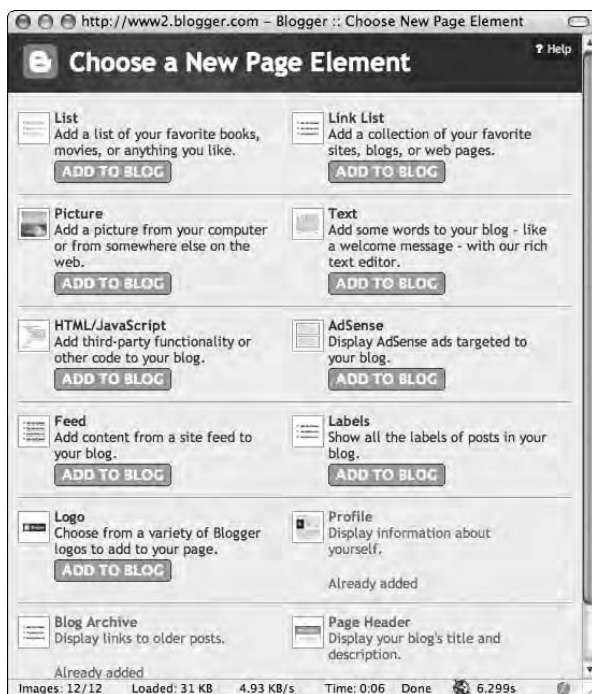 http://www2.blogger.com – Blogger :: Choose New Page Element
Choose a New Page Element
? Help
List
Add a list of your favorite books,
movies, or anything you like.
ADD TO BLOG
Link List
Add a collection of your favorite
sites, blogs, or web pages.
ADD TO BLOG
Picture
Add a picture from your computer
or from somewhere else on the
web.
ADD TO BLOG
Text
Add some words to your blog - like
a welcome message - with our rich
text editor.
ADD TO BLOG
HTML/JavaScript
Add third-party functionality or
other code to your blog.
ADD TO BLOG
AdSense
Display AdSense ads targeted to
your blog.
ADD TO BLOG
Feed
Add content from a site feed to
your blog.
ADD TO BLOG
Labels
Show all the labels of posts in your
blog.
ADD TO BLOG
Logo
Choose from a variety of Blogger
logos to add to your page.
ADD TO BLOG
Profile
Display information about
yourself.
Already added
Blog Archive
Display links to older posts.
Already added
Page Header
Display your blog's title and
description.
Images: 12/12 Loaded: 31 KB 4.93 KB/s Time: 0:06 Done 6.299s